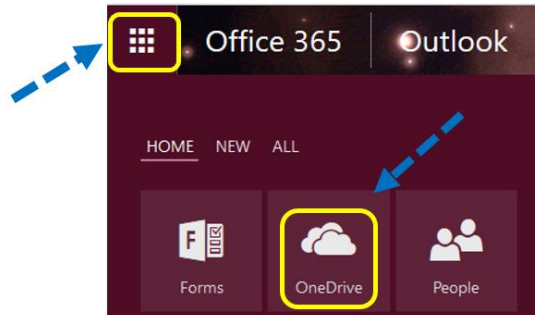 Office 365 Outlook
HOME NEW ALL
F
Forms OneDrive People